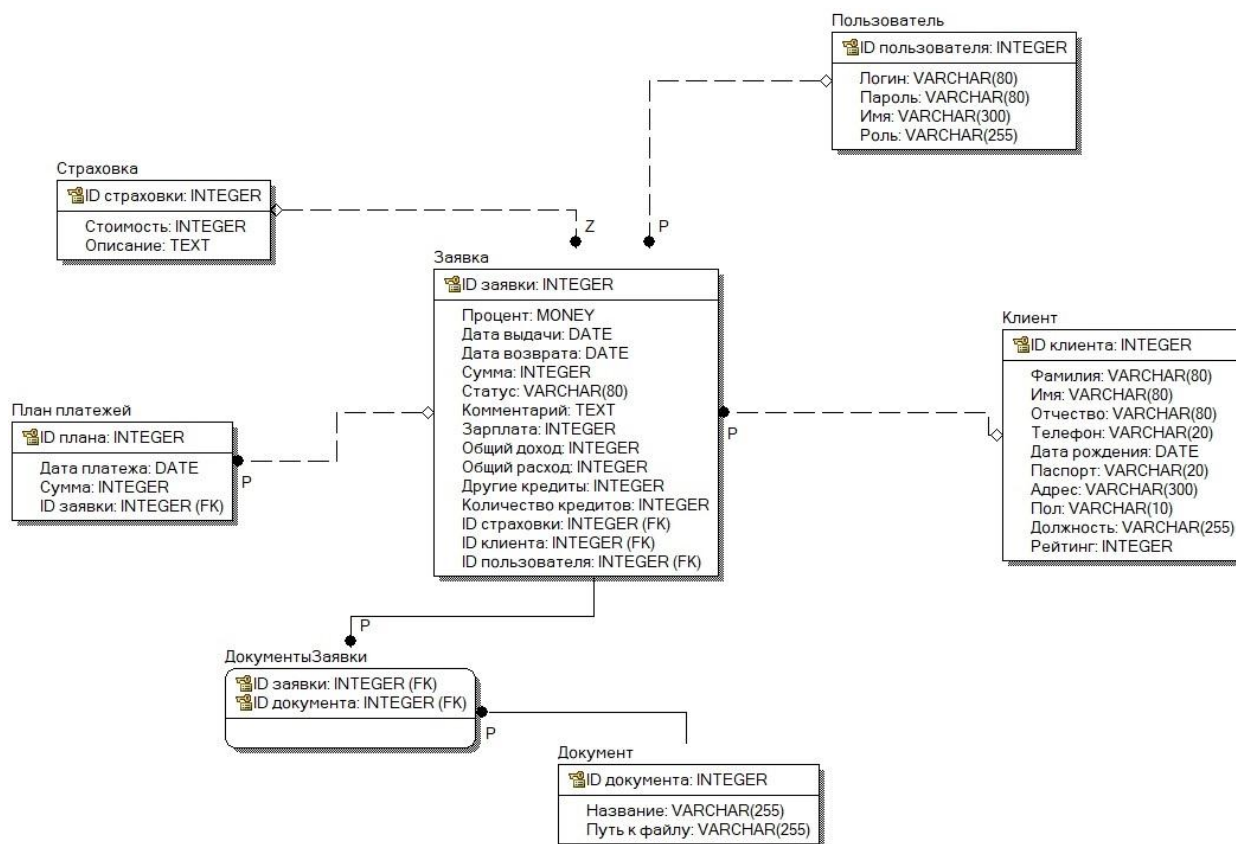 Пользователь
ID пользователя: INTEGER
Логин: VARCHAR(80)
Пароль: VARCHAR(80)
Имя: VARCHAR(300)
Роль: VARCHAR(255)
Страховка
ID страховки: INTEGER
Стоимость: INTEGER
Описание: TEXT
Z
P
Заявка
ID заявки: INTEGER
Процент: MONEY
Дата выдачи: DATE
Дата возврата: DATE
Сумма: INTEGER
Статус: VARCHAR(80)
Комментарий: TEXT
Зарплата: INTEGER
Общий доход: INTEGER
Общий расход: INTEGER
Другие кредиты: INTEGER
Количество кредитов: INTEGER
ID страховки: INTEGER (FK)
ID клиента: INTEGER (FK)
ID пользователя: INTEGER (FK)
P
Клиент
ID клиента: INTEGER
Фамилия: VARCHAR(80)
Имя: VARCHAR(80)
Отчество: VARCHAR(80)
Телефон: VARCHAR(20)
Дата рождения: DATE
Паспорт: VARCHAR(20)
Адрес: VARCHAR(300)
Пол: VARCHAR(10)
Должность: VARCHAR(255)
Рейтинг: INTEGER
План платежей
ID плана: INTEGER
Дата платежа: DATE
Сумма: INTEGER
ID заявки: INTEGER (FK)
P
P
ДокументыЗаявки
ID заявки: INTEGER (FK)
ID документа: INTEGER (FK)
P
Документ
ID документа: INTEGER
Название: VARCHAR(255)
Путь к файлу: VARCHAR(255)